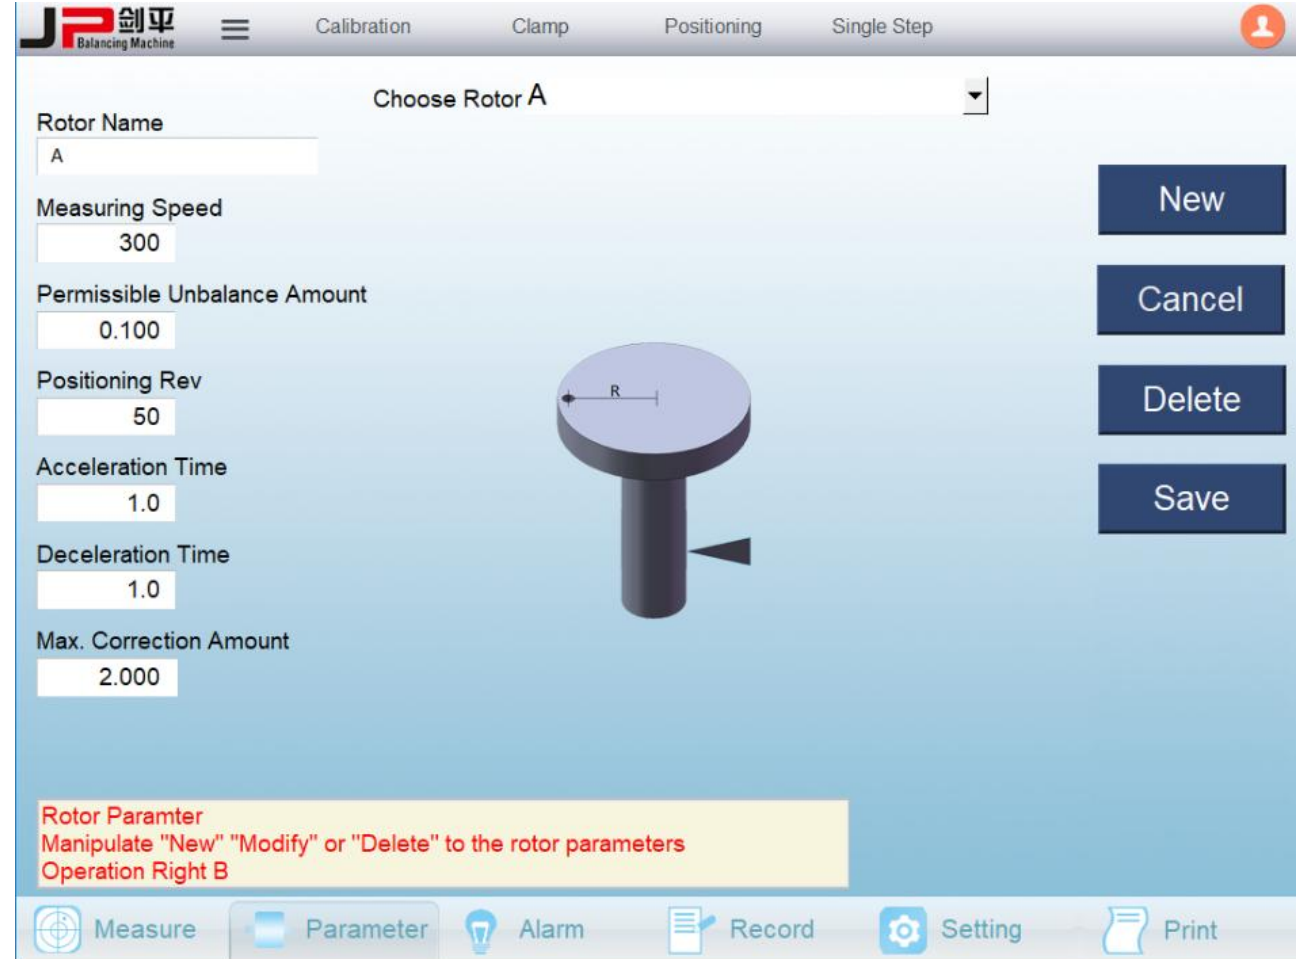 JP剑平
Balancing Machine
Calibration
Clamp
Positioning
Single Step
Choose Rotor A
Rotor Name
A
Measuring Speed
300
Permissible Unbalance Amount
0.100
Positioning Rev
50
Acceleration Time
1.0
Deceleration Time
1.0
Max. Correction Amount
2.000
R
New
Cancel
Delete
Save
Rotor Paramter
Manipulate "New" "Modify" or "Delete" to the rotor parameters
Operation Right B
Measure
Parameter
Alarm
Record
Setting
Print